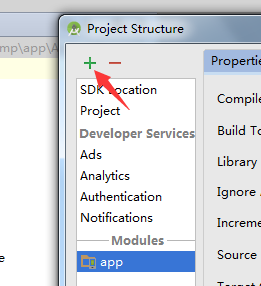 Project Structure
mp\app\A
Properti
SDK Location
Project
Developer Services
Ads
Analytics
Authentication
Notifications
Modules
app
Compile
Build To
Library
Ignore A
Increme
Source
e